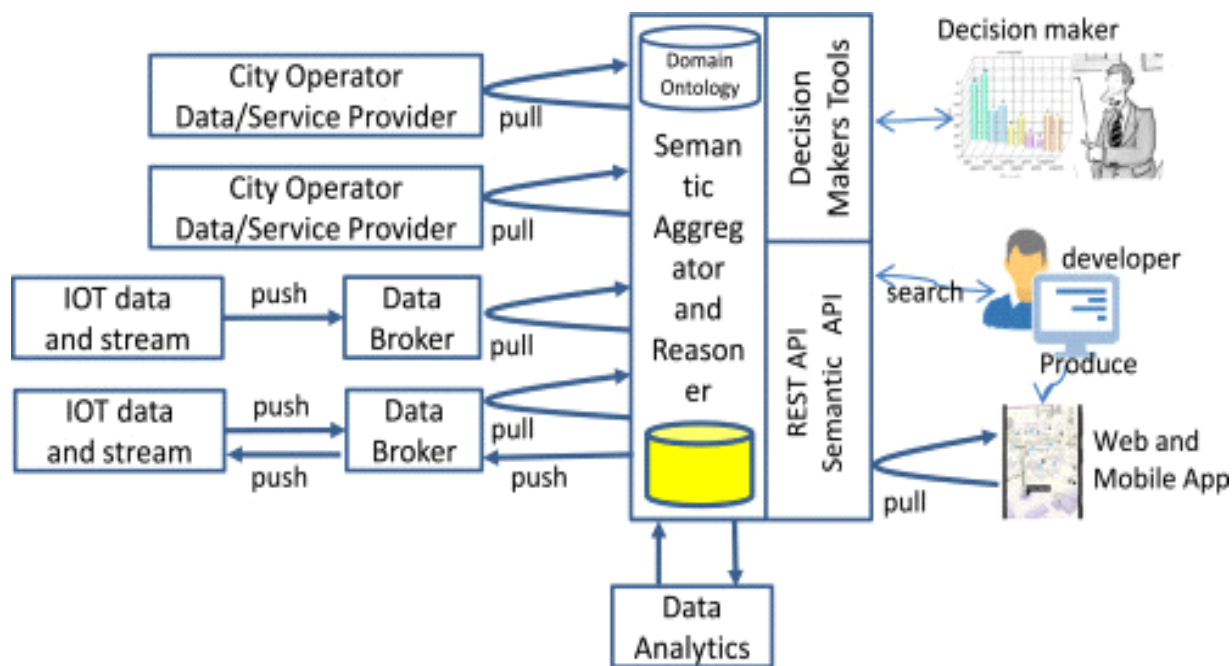 City Operator
Data/Service Provider
pull
City Operator
Data/Service Provider
pull
IOT data
and stream
push
Data
Broker
pull
IOT data
and stream
push
push
Data
Broker
pull
push
Domain
Ontology
Seman
tic
Aggreg
ator
and
Reason
er
Decision
Makers Tools
REST API
Semantic API
Data
Analytics
Decision maker
developer
search
Produce
Web and
Mobile App
pull